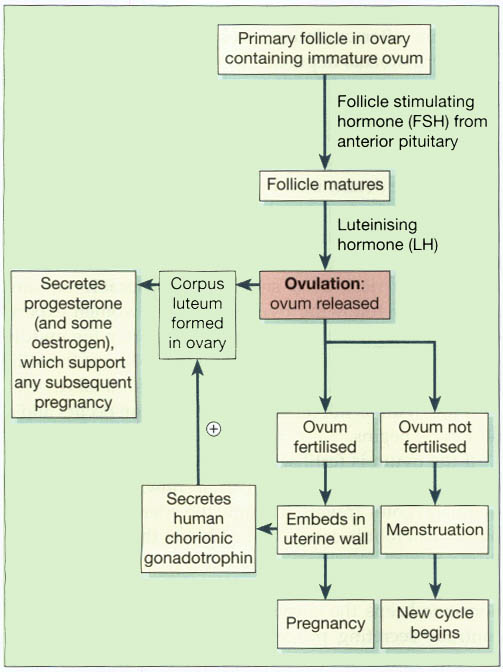 Primary follicle in ovary
containing immature ovum
Follicle stimulating
hormone (FSH) from
anterior pituitary
Follicle matures
Luteinising
hormone (LH)
Secretes
progesterone
(and some
oestrogen),
which support
any subsequent
pregnancy
Corpus
luteum
formed
in ovary
Ovulation:
ovum released
+
Ovum
fertilised
Ovum not
fertilised
Secretes
human
chorionic
gonadotrophin
Embeds in
uterine wall
Menstruation
Pregnancy
New cycle
begins